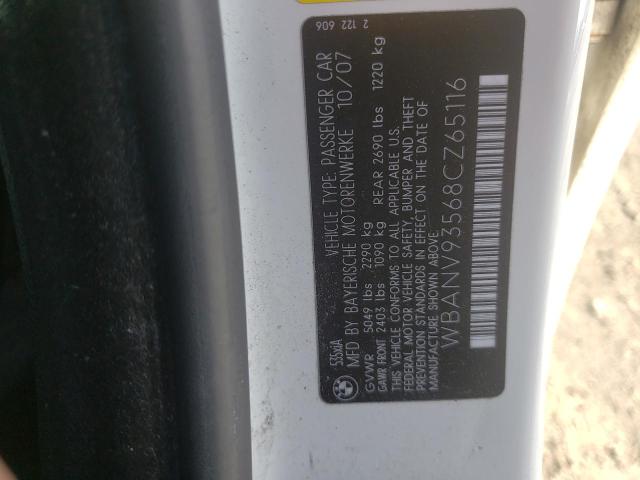 535xiA
VEHICLE TYPE: PASSENGER CAR
MFD BY BAYERISCHE MOTORENWERKE 10/07
GVWR 5049 lbs 2290 kg
GAWR FRONT 2403 lbs 1090 kg REAR 2690 lbs 1220 kg
THIS VEHICLE CONFORMS TO ALL APPLICABLE U.S.
FEDERAL MOTOR VEHICLE SAFETY, BUMPER AND THEFT
PREVENTION STANDARDS IN EFFECT ON THE DATE OF
MANUFACTURE SHOWN ABOVE
WBANV93568CZ65116
2 122 606